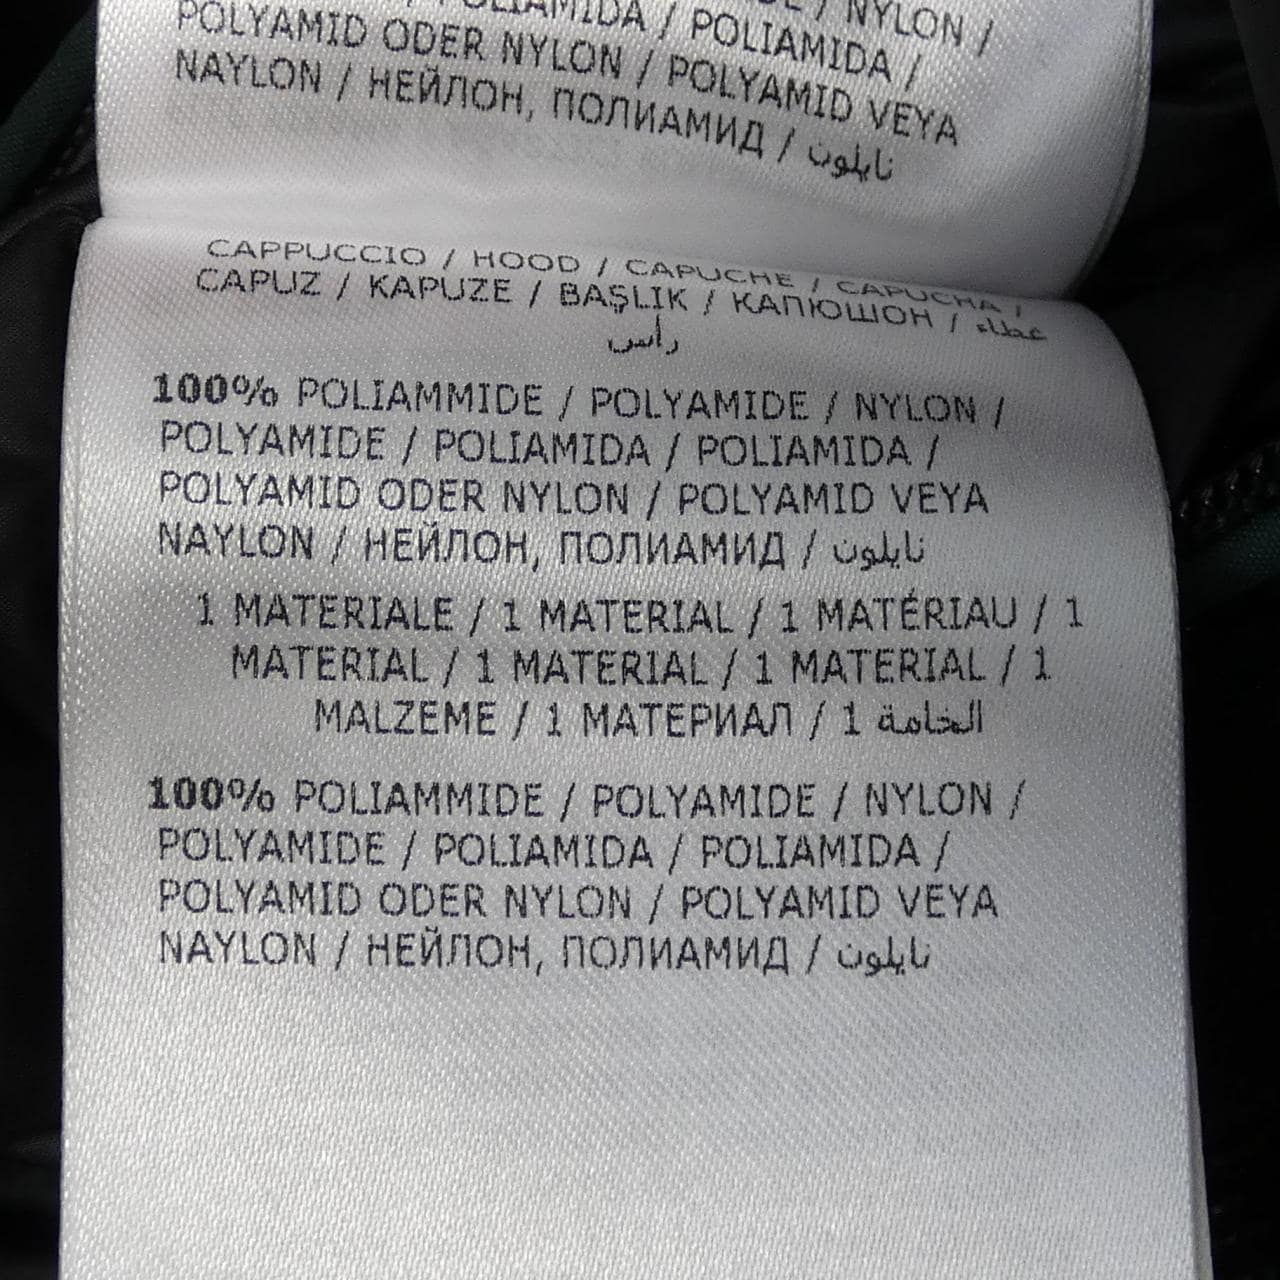 POLIAMIDA / POLIAMIDA /
NYLON /
POLYAMID ODER NYLON / POLYAMID VEYA
NAYLON / НЕЙЛОН, ПОЛИАМИД / نايلون
CAPPUCCIO / HOOD / CAPUCHE / CAPUCHA /
CAPUZ / KAPUZE / BAŞLIK / КАПЮШОН / غطاء
رأس
100% POLIAMMIDE / POLYAMIDE / NYLON /
POLYAMIDE / POLIAMIDA / POLIAMIDA /
POLYAMID ODER NYLON / POLYAMID VEYA
NAYLON / НЕЙЛОН, ПОЛИАМИД / نايلون
1 MATERIALE / 1 MATERIAL / 1 MATÉRIAU / 1
MATERIAL / 1 MATERIAL / 1 MATERIAL / 1
MALZEME / 1 МАТЕРИАЛ / 1 الخامة
100% POLIAMMIDE / POLYAMIDE / NYLON /
POLYAMIDE / POLIAMIDA / POLIAMIDA /
POLYAMID ODER NYLON / POLYAMID VEYA
NAYLON / НЕЙЛОН, ПОЛИАМИД / نايلون